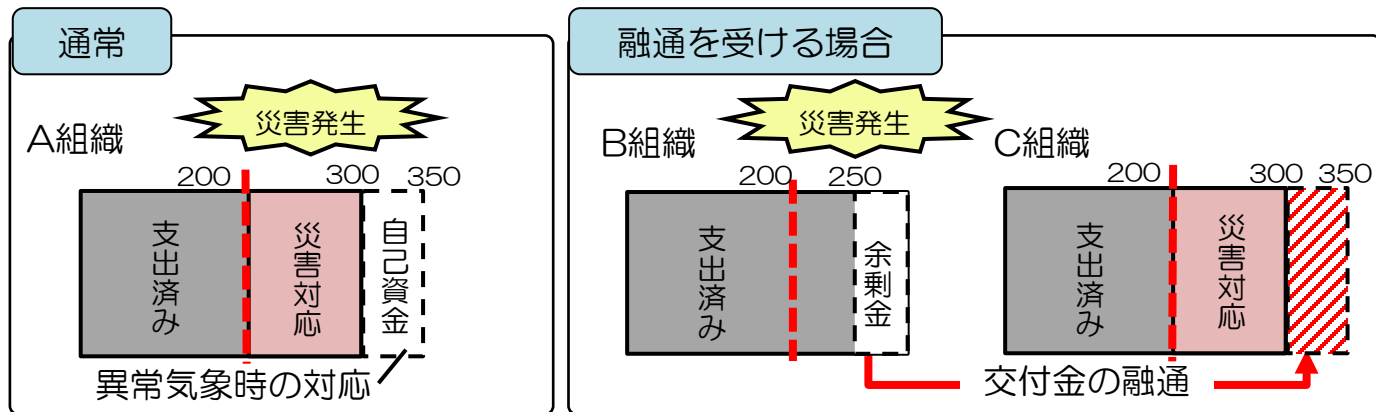 通常
災害発生
A組織
200
300
350
支出済み
災害対応
自己資金
異常気象時の対応
融通を受ける場合
災害発生
B組織
200
250
支出済み
余剰金
C組織
200
300
350
支出済み
災害対応
交付金の融通